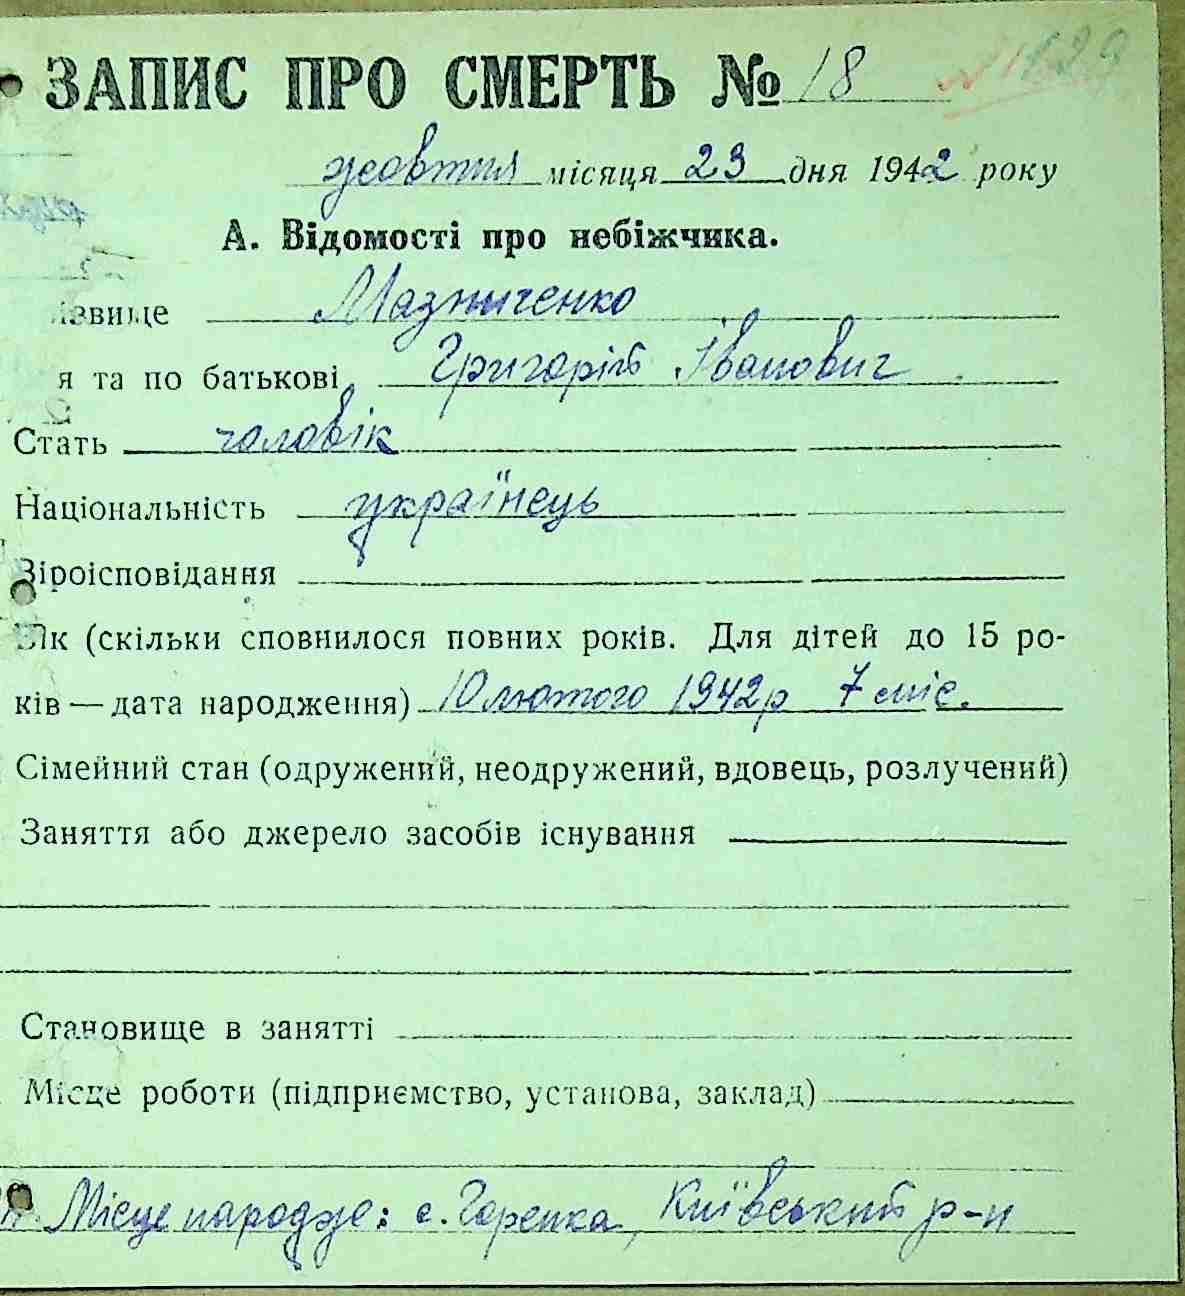 ЗАПИС ПРО СМЕРТЬ № 18
жовтня місяця 23 дня 1942 року
А. Відомості про небіжчика.
ізвище Мазниченко
я та по батькові Григорій Іванович
Стать чоловік
Національність українець
Віроісповідання
Вік (скільки сповнилося повних років. Для дітей до 15 ро-
ків — дата народження) 10 лютого 1942 р 7 міс.
Сімейний стан (одружений, неодружений, вдовець, розлучений)
Заняття або джерело засобів існування
Становище в занятті
Місце роботи (підприємство, установа, заклад)
Місце народж: с. Горенка, Київський р-н